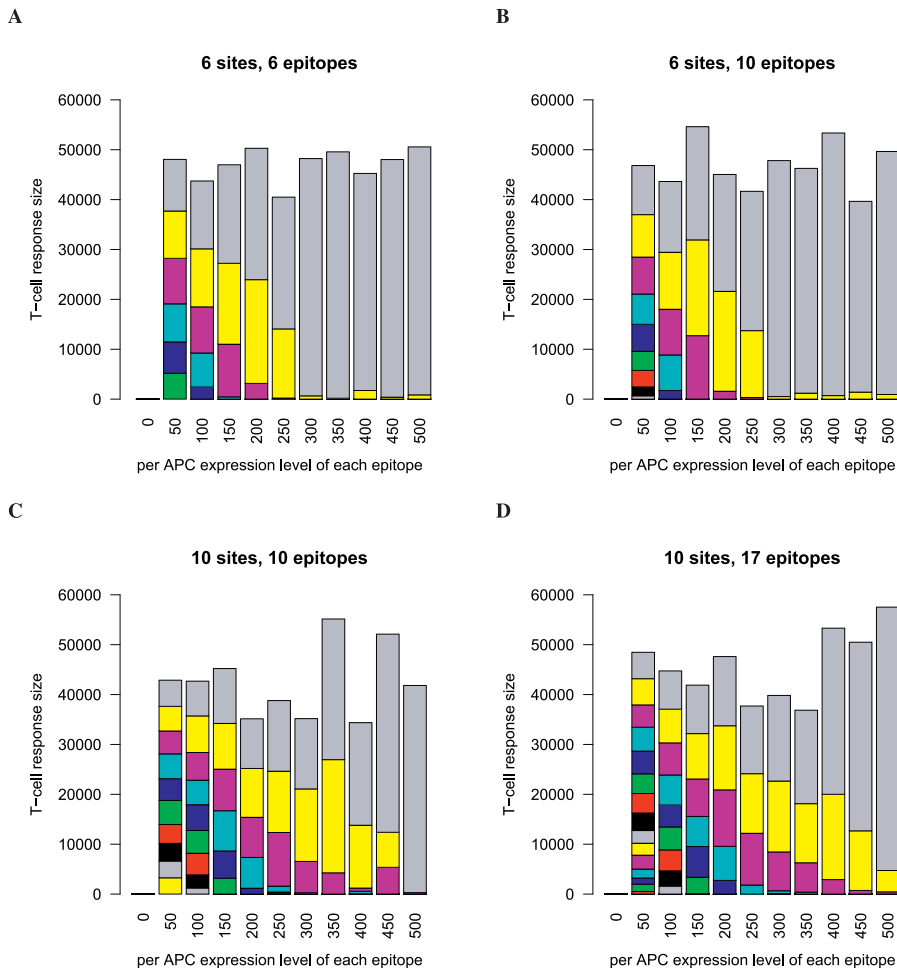 A
6 sites, 6 epitopes
T-cell response size
60000
50000
40000
30000
20000
10000
0
0 50 100 150 200 250 300 350 400 450 500
per APC expression level of each epitope
B
6 sites, 10 epitopes
T-cell response size
60000
50000
40000
30000
20000
10000
0
0 50 100 150 200 250 300 350 400 450 500
per APC expression level of each epitope
C
10 sites, 10 epitopes
T-cell response size
60000
50000
40000
30000
20000
10000
0
0 50 100 150 200 250 300 350 400 450 500
per APC expression level of each epitope
D
10 sites, 17 epitopes
T-cell response size
60000
50000
40000
30000
20000
10000
0
0 50 100 150 200 250 300 350 400 450 500
per APC expression level of each epitope